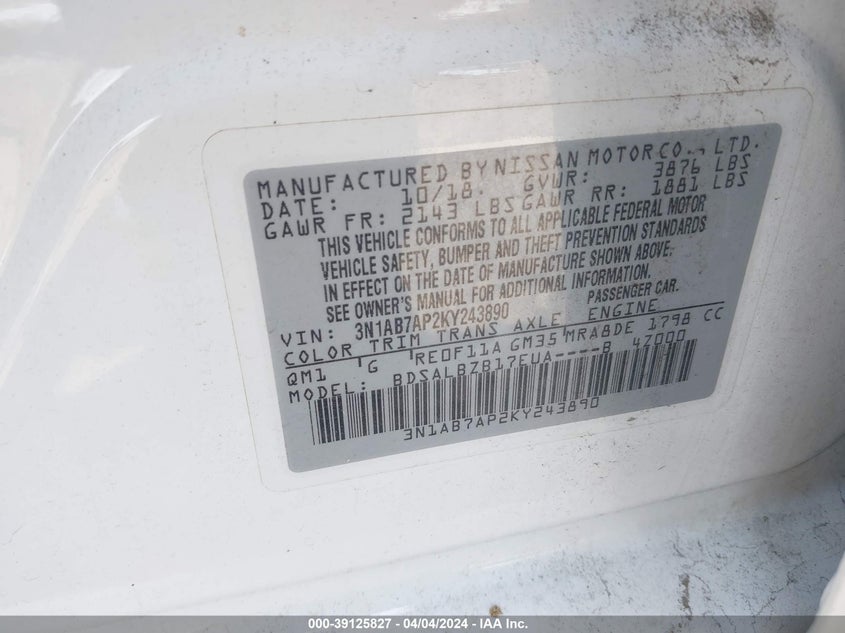 MANUFACTURED BY NISSAN MOTOR CO., LTD.
DATE: 10/18 GVWR: 3876 LBS
GAWR FR: 2143 LBS GAWR RR: 1881 LBS
THIS VEHICLE CONFORMS TO ALL APPLICABLE FEDERAL MOTOR
VEHICLE SAFETY, BUMPER AND THEFT PREVENTION STANDARDS
IN EFFECT ON THE DATE OF MANUFACTURE SHOWN ABOVE.
SEE OWNER'S MANUAL FOR ADDITIONAL INFORMATION.
VIN: 3N1AB7AP2KY243890 PASSENGER CAR.
COLOR TRIM TRANS AXLE ENGINE
QM1 'G RE0F11A GM35 MRA8DE 1798 CC
MODEL: BDSALBZB17EUA----B 47000
3N1AB7AP2KY243890
000-39125827 - 04/04/2024 - IAA Inc.